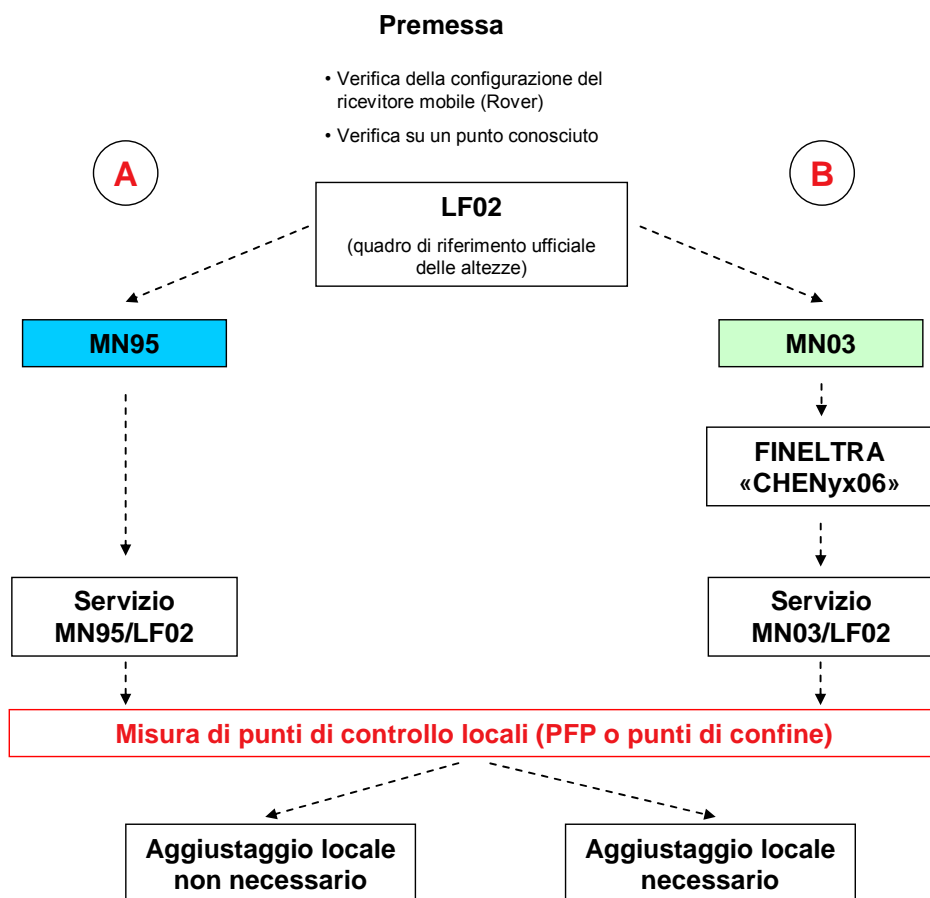 Premessa
• Verifica della configurazione del
ricevitore mobile (Rover)
• Verifica su un punto conosciuto
A
B
LF02
(quadro di riferimento ufficiale
delle altezze)
MN95
MN03
FINELTRA
«CHENyx06»
Servizio
MN95/LF02
Servizio
MN03/LF02
Misura di punti di controllo locali (PFP o punti di confine)
Aggiustaggio locale
non necessario
Aggiustaggio locale
necessario